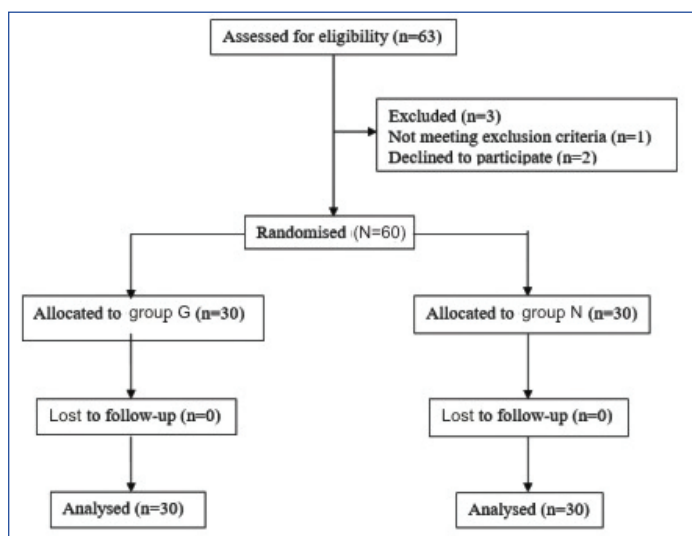 Assessed for eligibility (n=63)
Excluded (n=3)
Not meeting exclusion criteria (n=1)
Declined to participate (n=2)
Randomised (N=60)
Allocated to group G (n=30)
Allocated to group N (n=30)
Lost to follow-up (n=0)
Lost to follow-up (n=0)
Analysed (n=30)
Analysed (n=30)